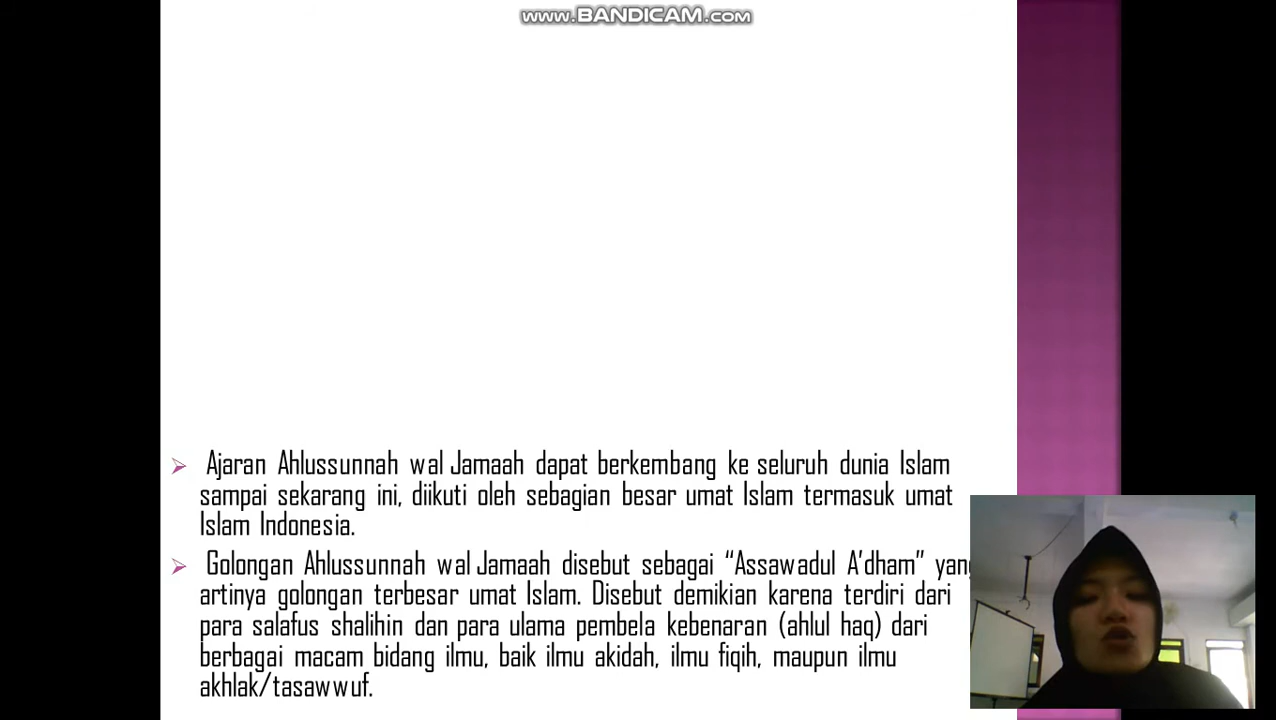 www.BANDICAM.com
Ajaran Ahlussunnah wal Jamaah dapat berkembang ke seluruh dunia Islam
sampai sekarang ini, diikuti oleh sebagian besar umat Islam termasuk umat
Islam Indonesia.
Golongan Ahlussunnah wal Jamaah disebut sebagai “Assawadul A’dham” yang
artinya golongan terbesar umat Islam. Disebut demikian karena terdiri dari
para salafus shalihin dan para ulama pembela kebenaran (ahlul haq) dari
berbagai macam bidang ilmu, baik ilmu akidah, ilmu fiqih, maupun ilmu
akhlak/tasawwuf.